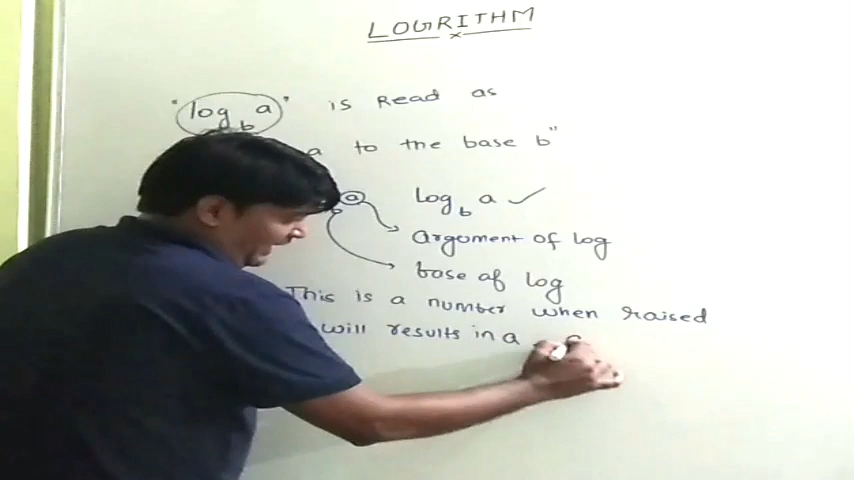 LOGRITHM
"log_b a" is Read as
a to the base b"
a log_b a ✓
argument of log
base of log
This is a number when raised
will results in a